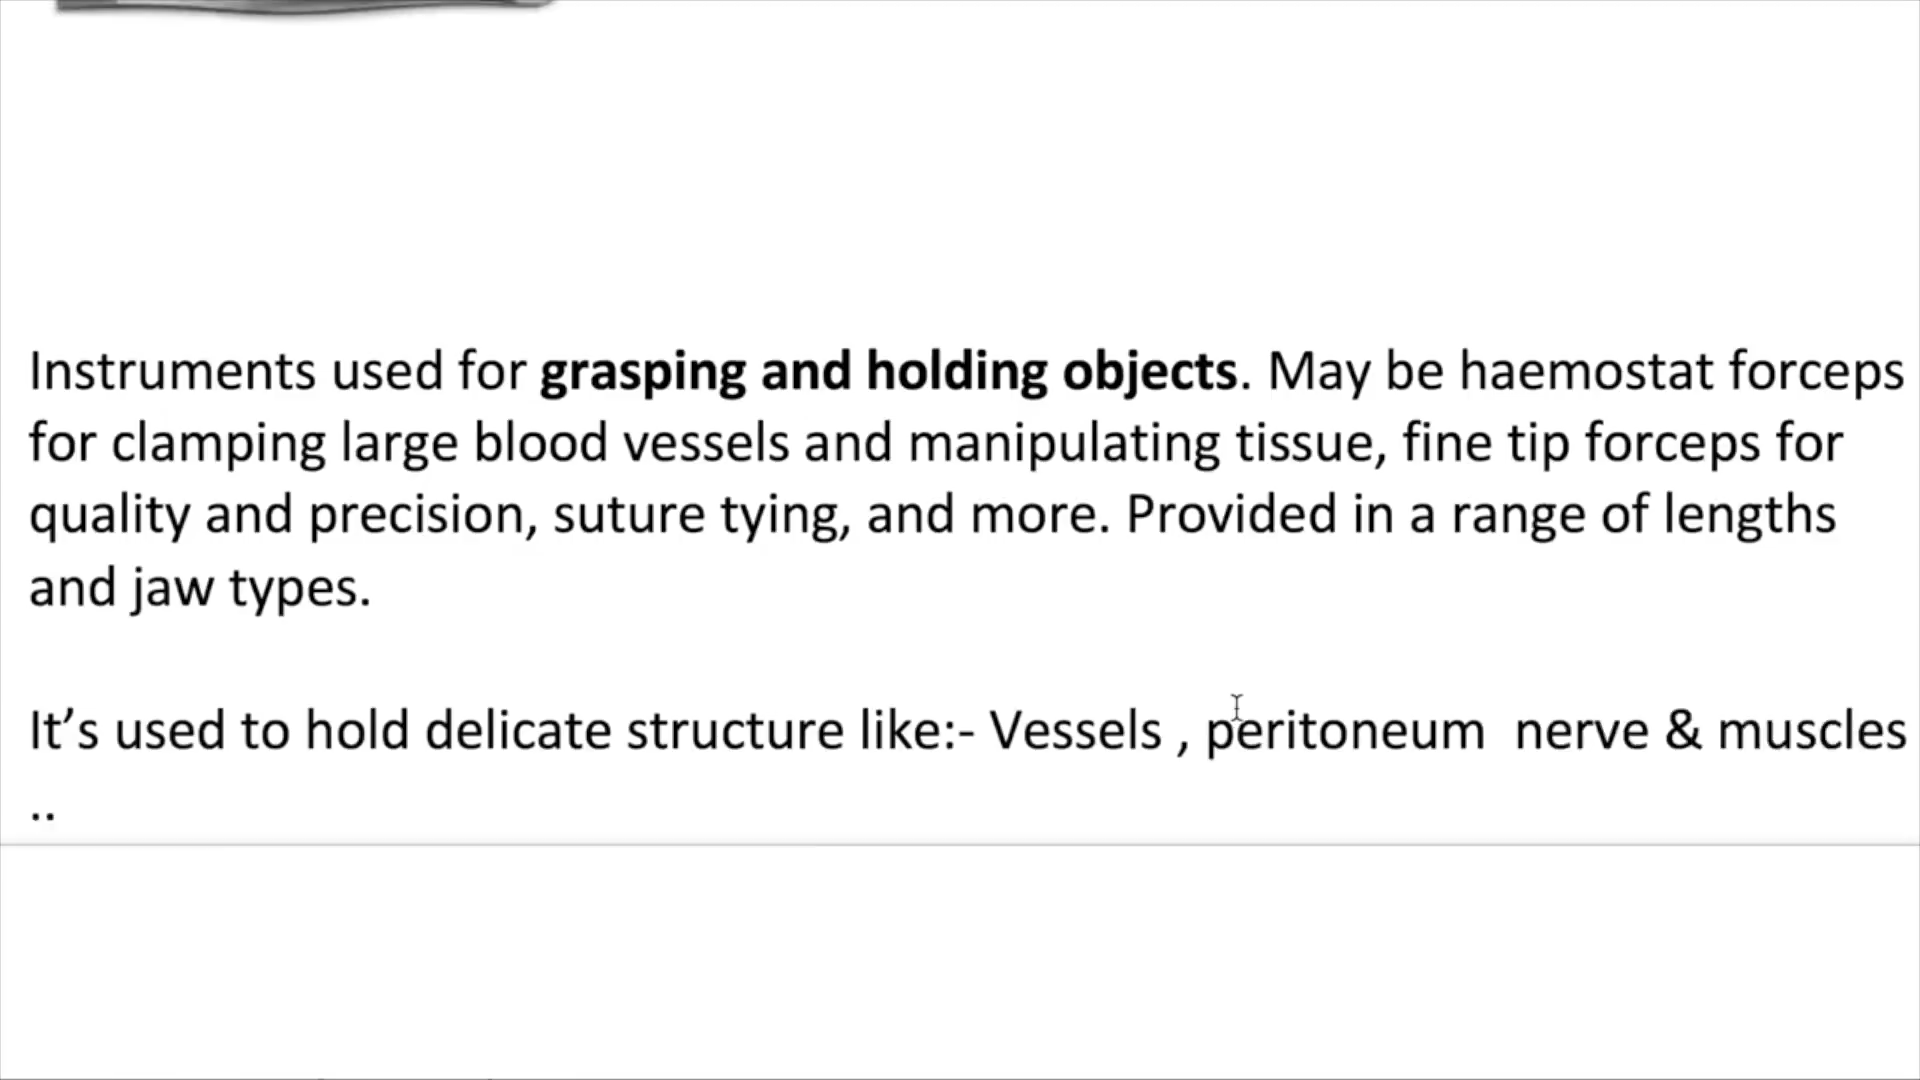 Instruments used for grasping and holding objects. May be haemostat forceps
for clamping large blood vessels and manipulating tissue, fine tip forceps for
quality and precision, suture tying, and more. Provided in a range of lengths
and jaw types.
It’s used to hold delicate structure like:- Vessels , peritoneum  nerve & muscles
..